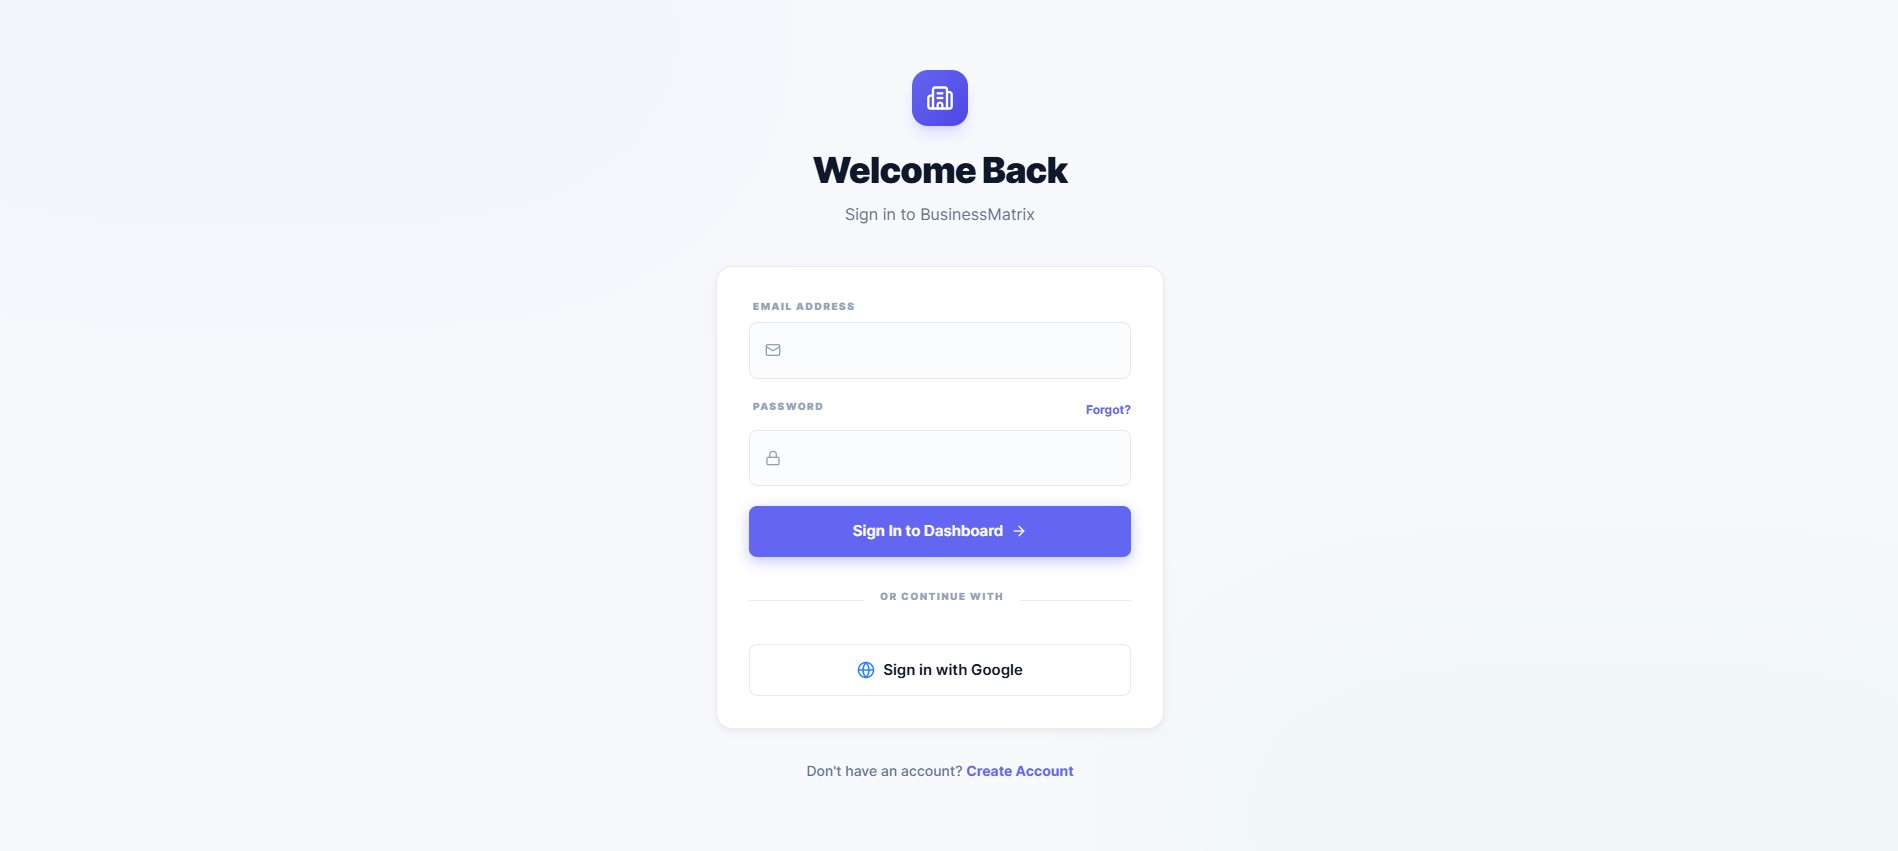 Welcome Back
Sign in to BusinessMatrix
EMAIL ADDRESS
PASSWORD
Forgot?
Sign In to Dashboard
OR CONTINUE WITH
Sign in with Google
Don't have an account? Create Account